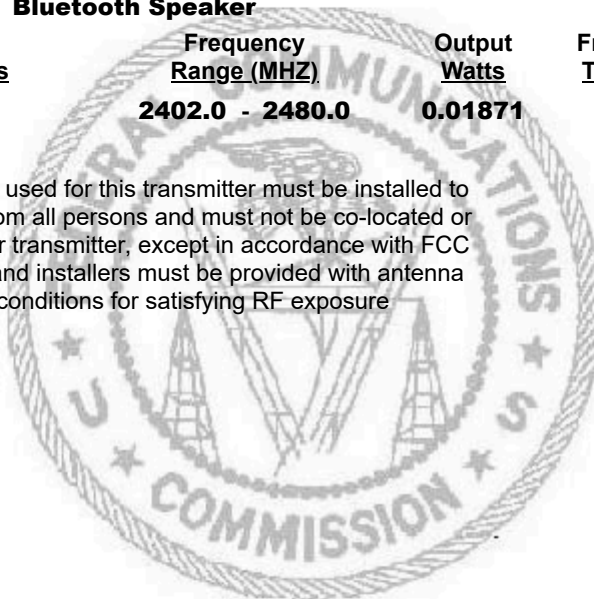 Bluetooth Speaker
Frequency Output
Range (MHZ) Watts
2402.0 - 2480.0 0.01871
used for this transmitter must be installed to
all persons and must not be co-located or
transmitter, except in accordance with FCC
and installers must be provided with antenna
conditions for satisfying RF exposure
FEDERAL COMMUNICATIONS
COMMISSION
U S